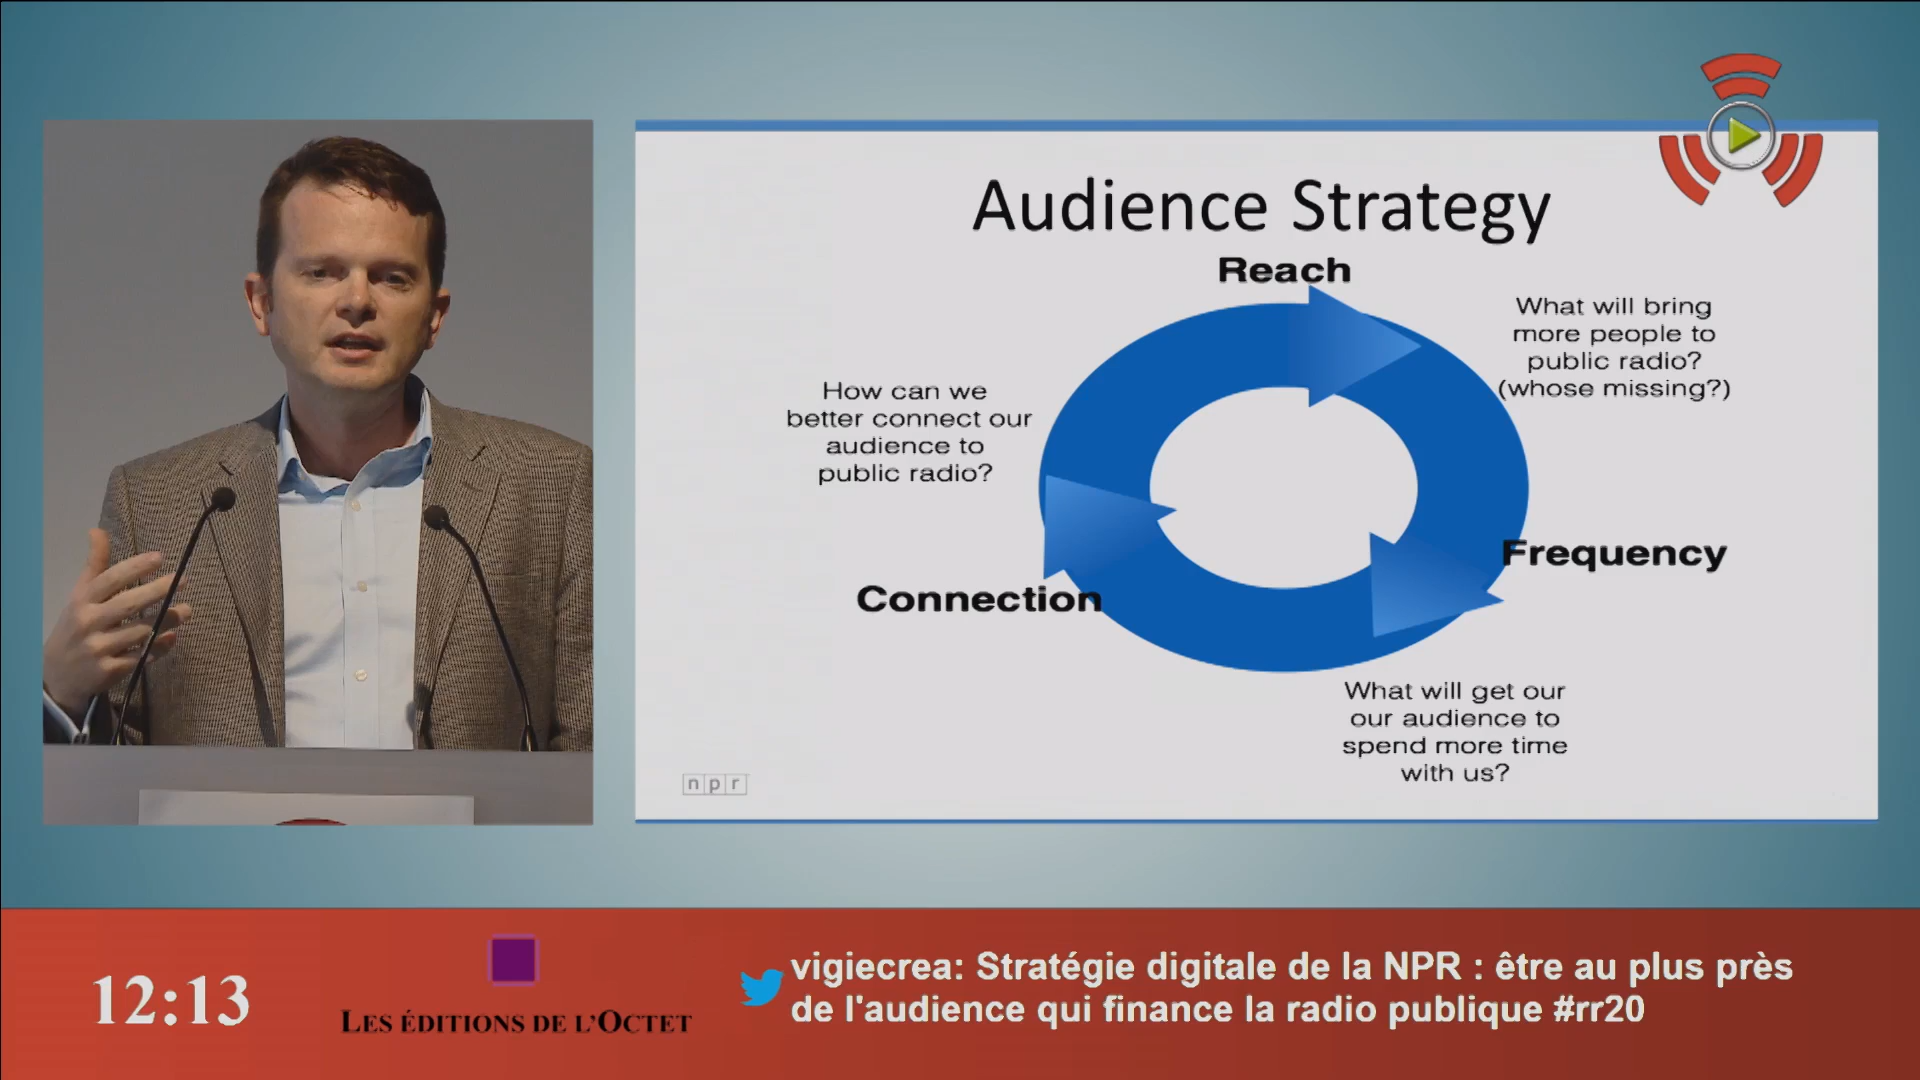 Audience Strategy
Reach
What will bring
more people to
public radio?
(whose missing?)
How can we
better connect our
audience to
public radio?
Frequency
Connection
What will get our
our audience to
spend more time
with us?
npr
12:13
LES ÉDITIONS DE L'OCTET
vigiecrea: Stratégie digitale de la NPR : être au plus près
de l'audience qui finance la radio publique #rr20